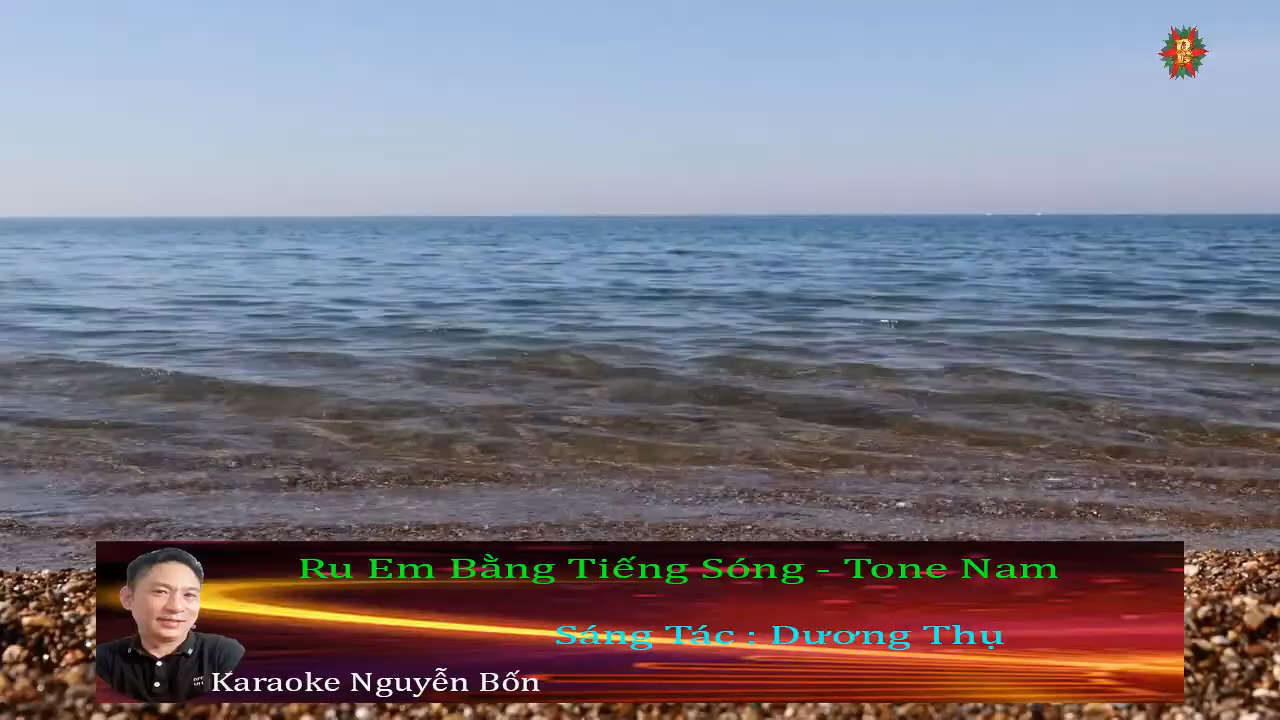 Ru Em Bằng Tiếng Sóng - Tone Nam
Sáng Tác : Dương Thụ
Karaoke Nguyễn Bốn